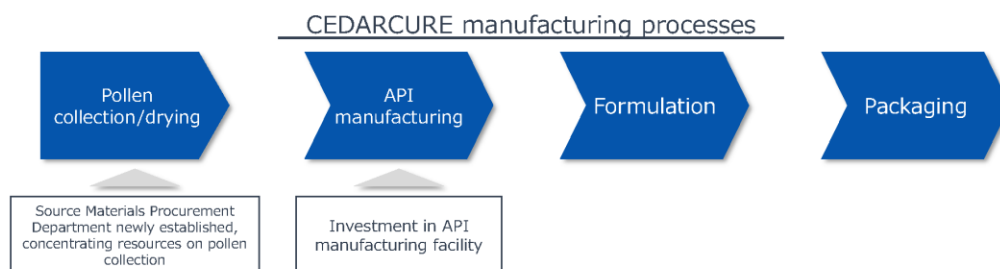 CEDARCURE manufacturing processes
Pollen
collection/drying
API
manufacturing
Formulation
Packaging
Source Materials Procurement
Department newly established,
concentrating resources on pollen
collection
Investment in API
manufacturing facility